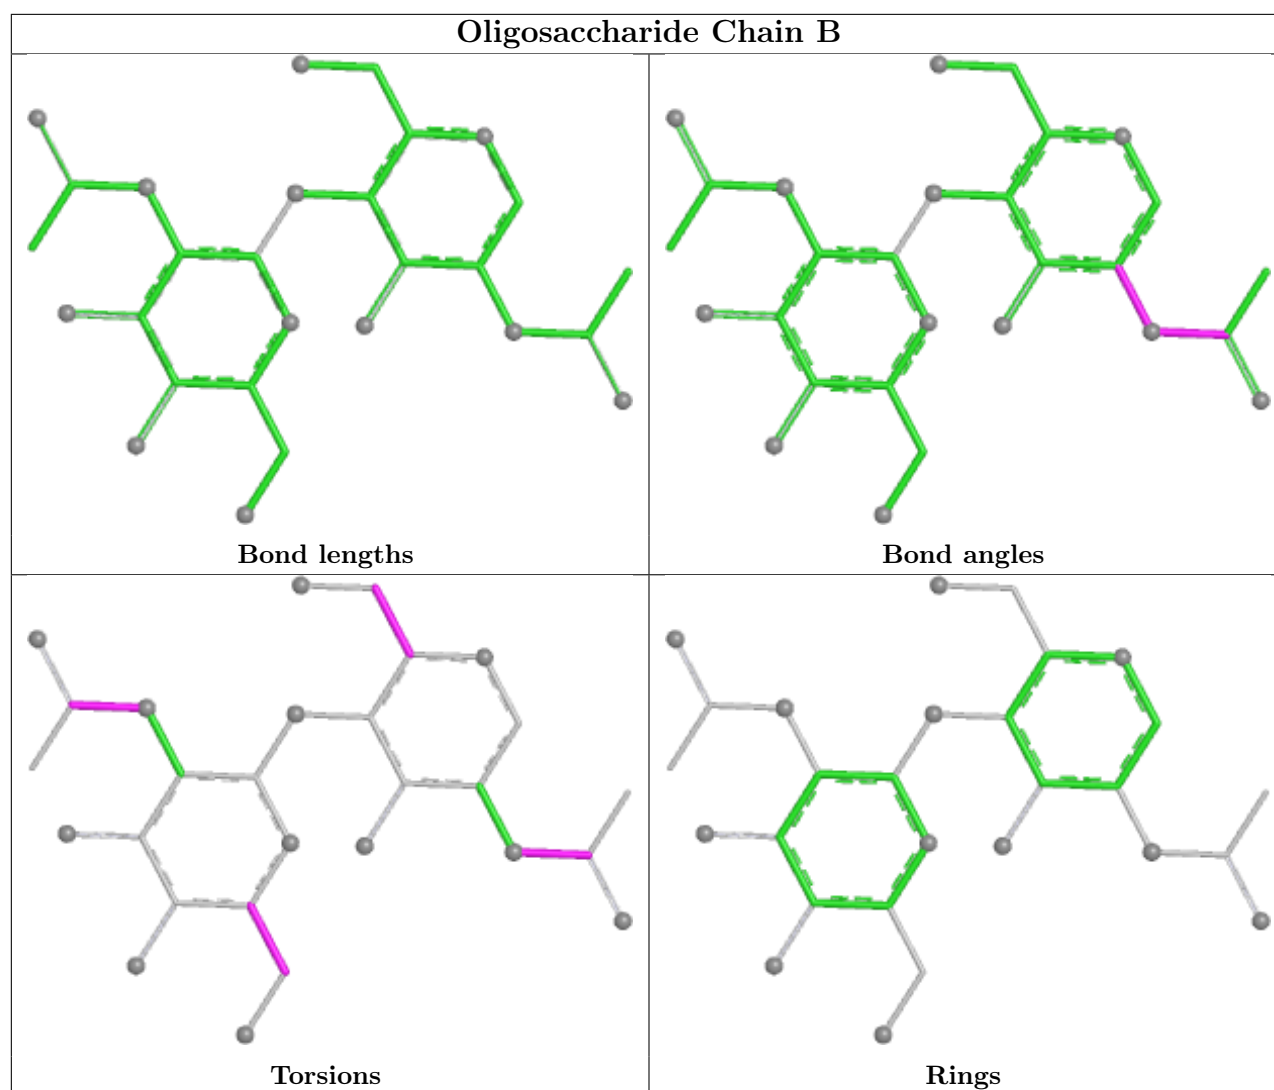 Oligosaccharide Chain B
Bond lengths
Bond angles
Torsions
Rings